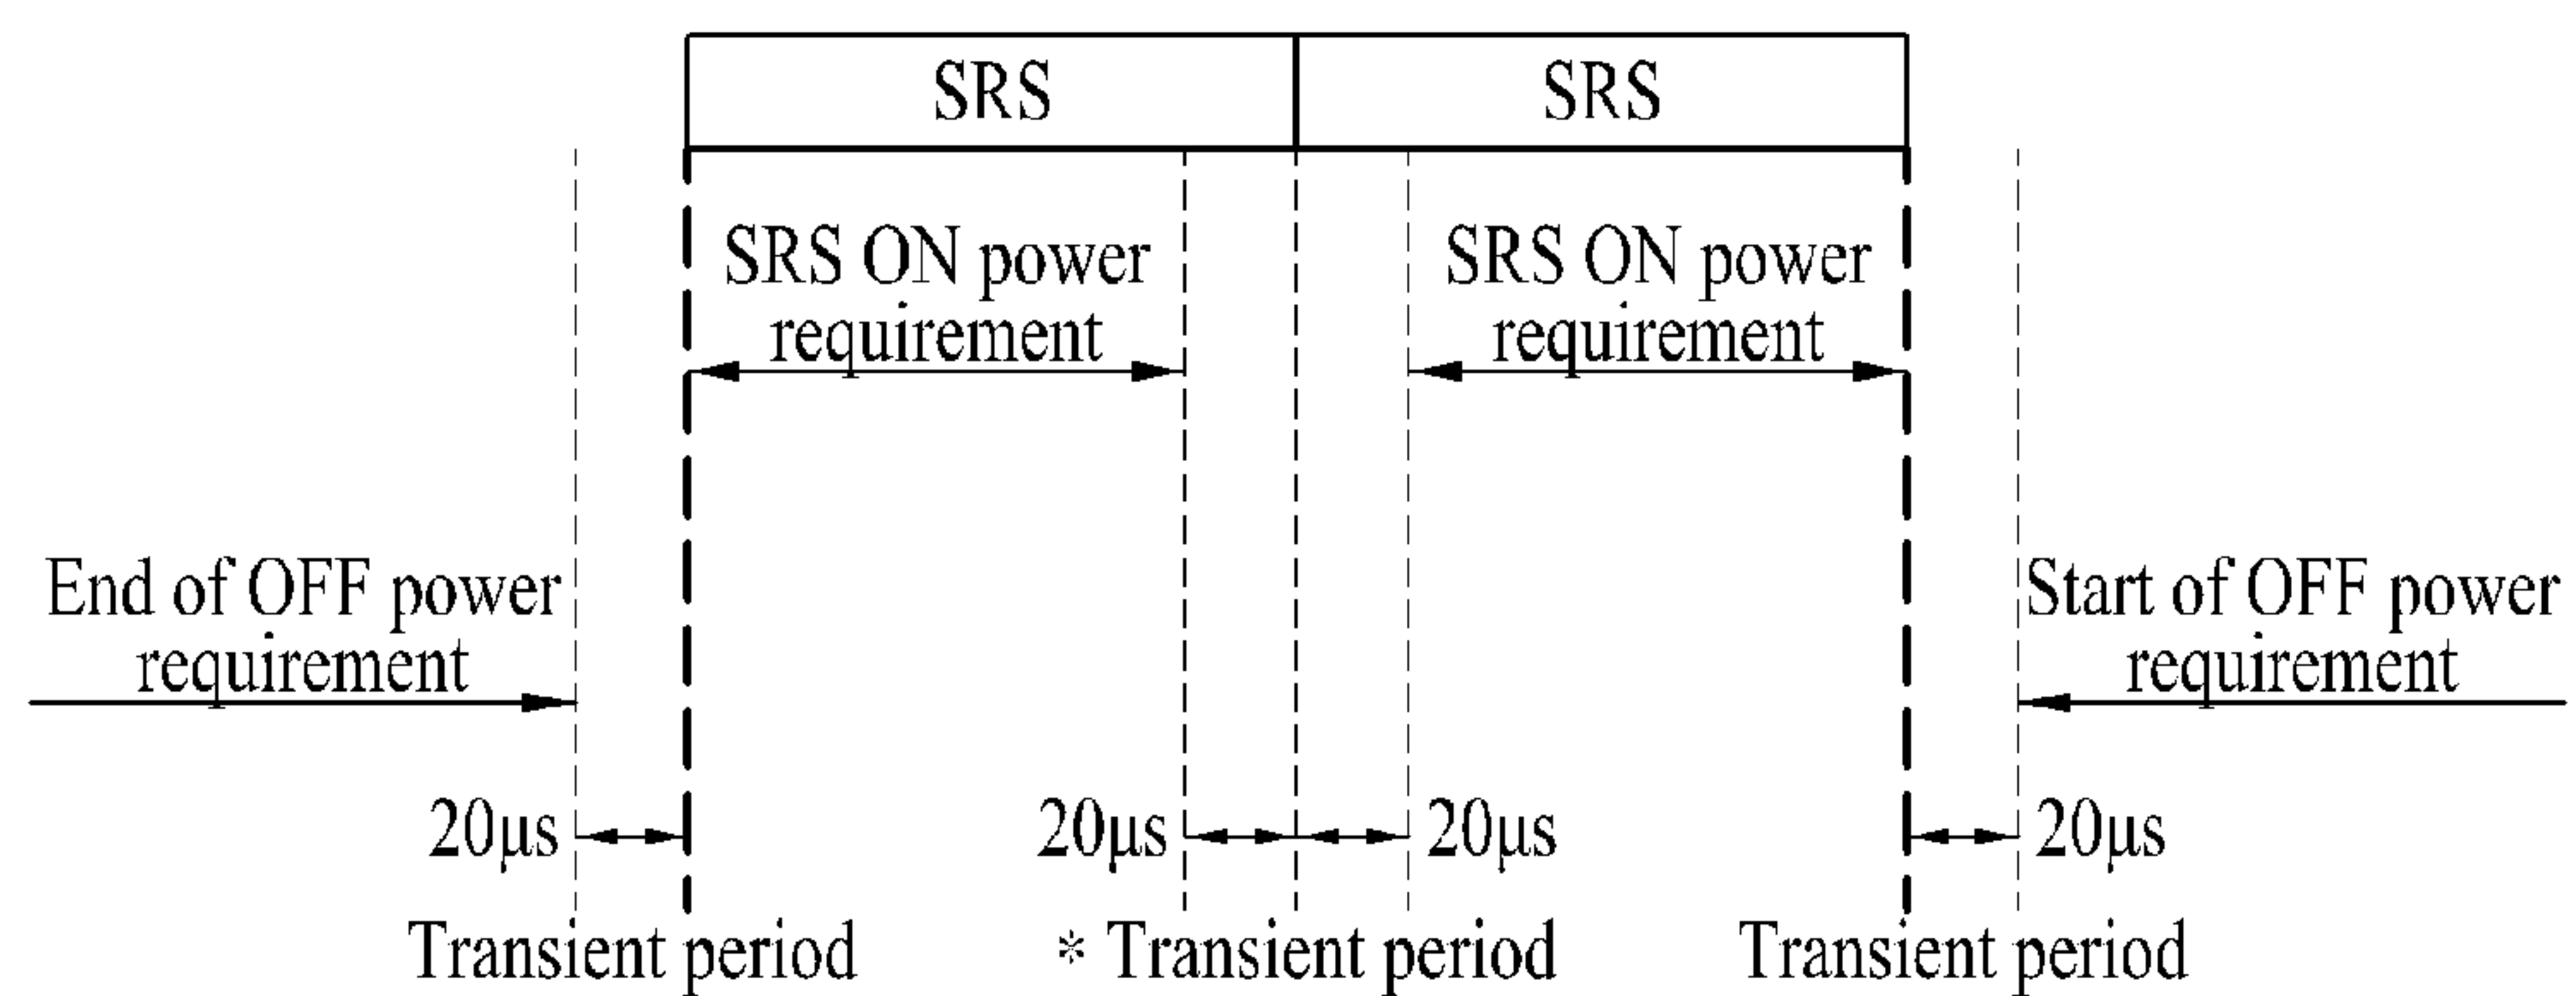 SRS SRS
SRS ON power
requirement
SRS ON power
requirement
End of OFF power
requirement
Start of OFF power
requirement
20μs 20μs 20μs 20μs
Transient period * Transient period Transient period